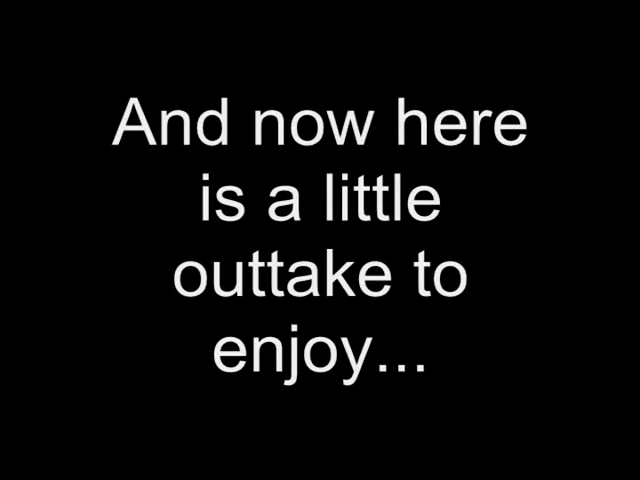 And now here
is a little
outtake to
enjoy...